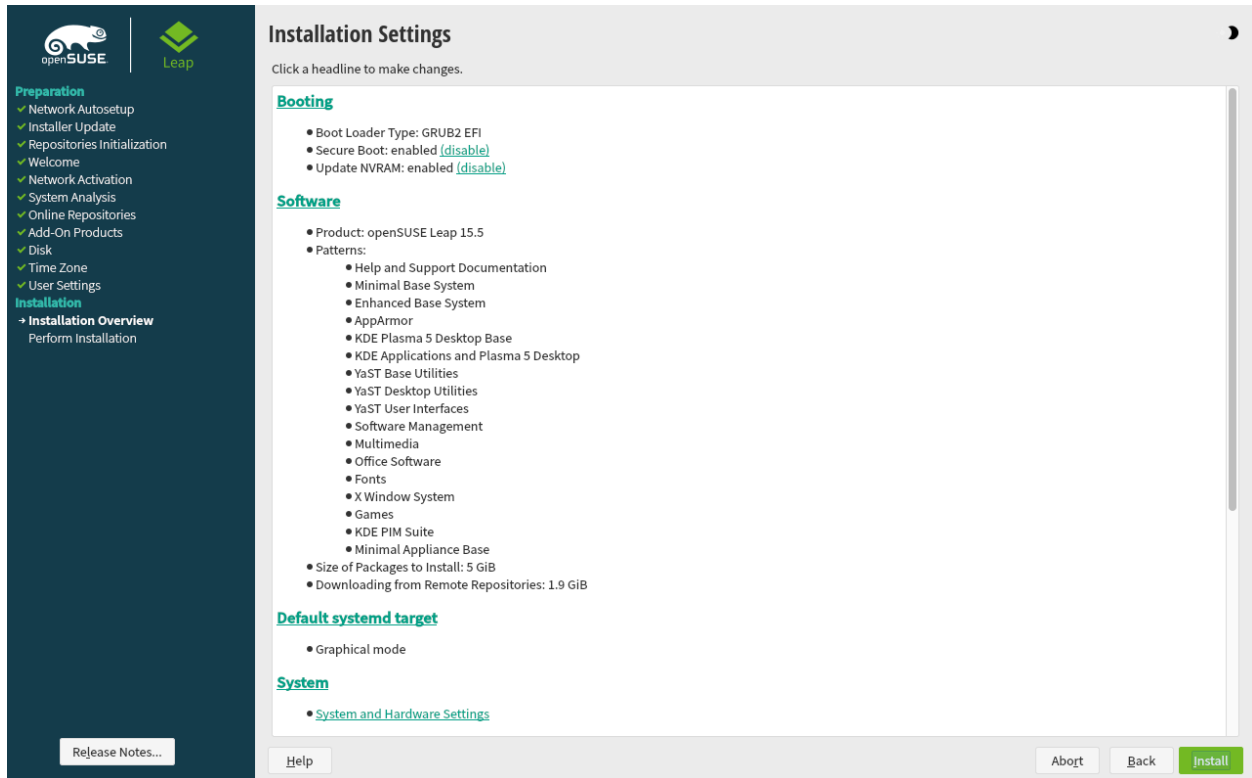 openSUSE
Leap
Preparation
Network Autosetup
Installer Update
Repositories Initialization
Welcome
Network Activation
System Analysis
Online Repositories
Add-On Products
Disk
Time Zone
User Settings
Installation
Installation Overview
Perform Installation
Release Notes...
Installation Settings
Click a headline to make changes.
Booting
Boot Loader Type: GRUB2 EFI
Secure Boot: enabled (disable)
Update NVRAM: enabled (disable)
Software
Product: openSUSE Leap 15.5
Patterns:
Help and Support Documentation
Minimal Base System
Enhanced Base System
AppArmor
KDE Plasma 5 Desktop Base
KDE Applications and Plasma 5 Desktop
YaST Base Utilities
YaST Desktop Utilities
YaST User Interfaces
Software Management
Multimedia
Office Software
Fonts
X Window System
Games
KDE PIM Suite
Minimal Appliance Base
Size of Packages to Install: 5 GiB
Downloading from Remote Repositories: 1.9 GiB
Default systemd target
Graphical mode
System
System and Hardware Settings
Help
Abort
Back
Install